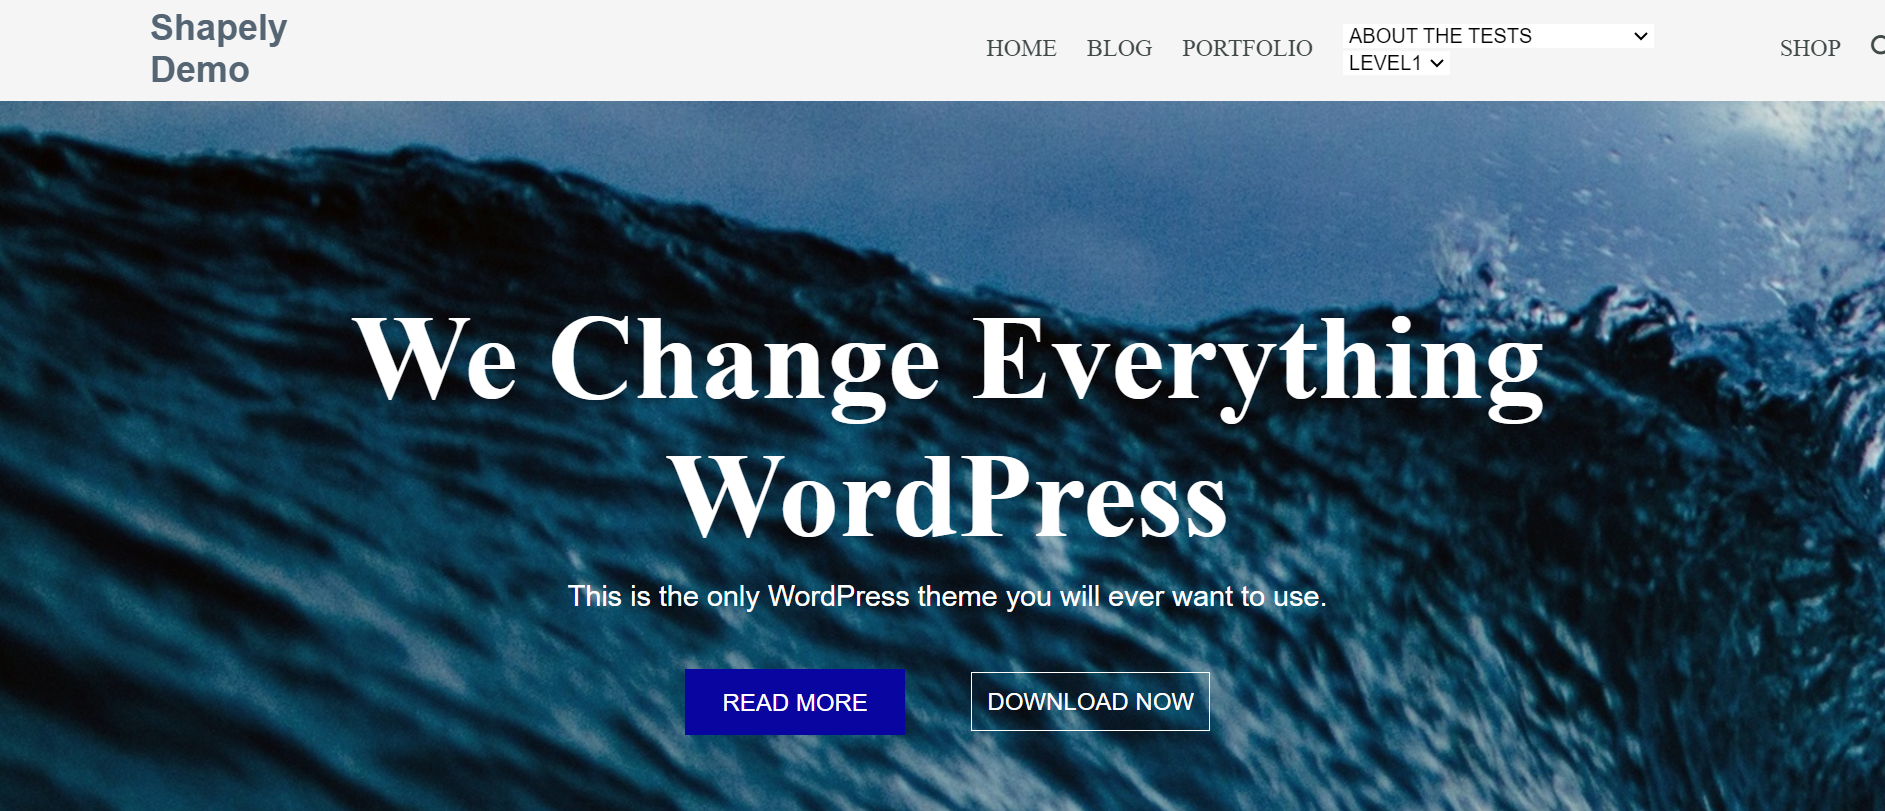 Shapely
Demo
HOME BLOG PORTFOLIO
ABOUT THE TESTS
LEVEL1
SHOP
We Change Everything
WordPress
This is the only WordPress theme you will ever want to use.
READ MORE DOWNLOAD NOW